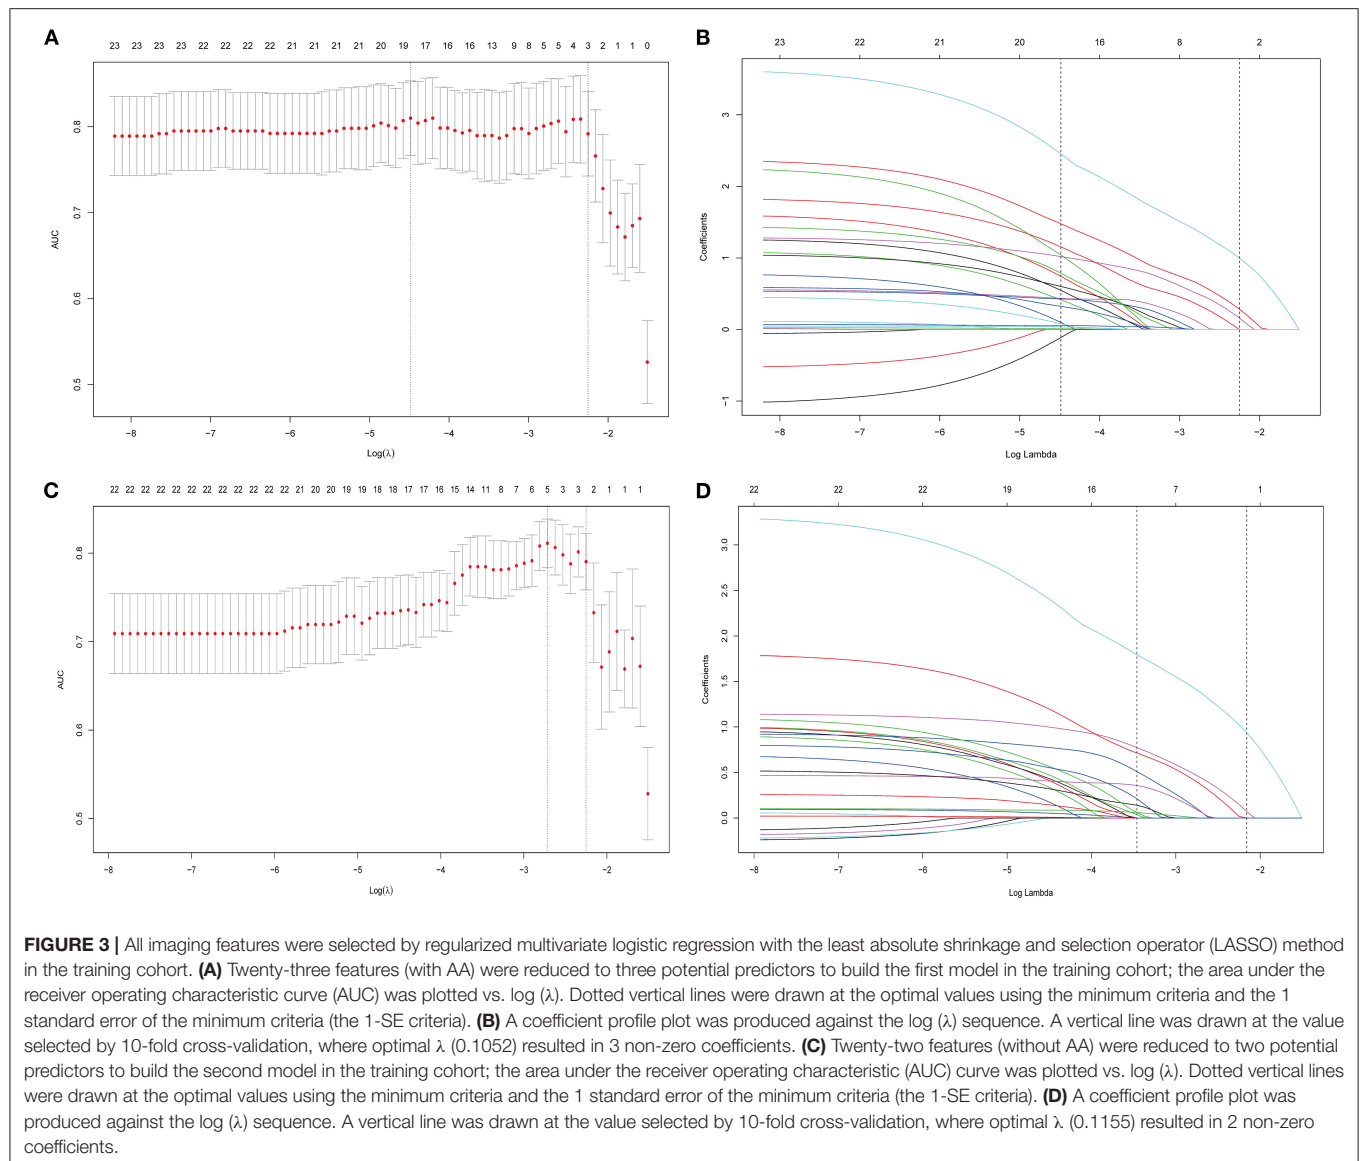 A
23 23 23 23 22 22 22 22 21 21 21 20 19 17 16 16 13 9 8 5 5 4 3 2 1 1 0
AUC
0.8
0.7
0.6
0.5
−8 −7 −6 −5 −4 −3 −2
Log(λ)
B
23 22 21 20 16 8 2
Coefficients
3
2
1
0
−1
−8 −7 −6 −5 −4 −3 −2
Log Lambda
C
22 22 22 22 22 22 22 22 22 22 22 21 20 20 19 19 18 18 17 17 16 15 14 11 8 7 6 5 3 3 2 1 1 1
AUC
0.8
0.7
0.6
0.5
−8 −7 −6 −5 −4 −3 −2
Log(λ)
D
22 22 22 19 16 7 1
Coefficients
3.0
2.5
2.0
1.5
1.0
0.5
0.0
−8 −7 −6 −5 −4 −3 −2
Log Lambda
FIGURE 3 | All imaging features were selected by regularized multivariate logistic regression with the least absolute shrinkage and selection operator (LASSO) method
in the training cohort. (A) Twenty-three features (with AA) were reduced to three potential predictors to build the first model in the training cohort; the area under the
receiver operating characteristic curve (AUC) was plotted vs. log (λ). Dotted vertical lines were drawn at the optimal values using the minimum criteria and the 1
standard error of the minimum criteria (the 1-SE criteria). (B) A coefficient profile plot was produced against the log (λ) sequence. A vertical line was drawn at the value
selected by 10-fold cross-validation, where optimal λ (0.1052) resulted in 3 non-zero coefficients. (C) Twenty-two features (without AA) were reduced to two potential
predictors to build the second model in the training cohort; the area under the receiver operating characteristic (AUC) curve was plotted vs. log (λ). Dotted vertical lines
were drawn at the optimal values using the minimum criteria and the 1 standard error of the minimum criteria (the 1-SE criteria). (D) A coefficient profile plot was
produced against the log (λ) sequence. A vertical line was drawn at the value selected by 10-fold cross-validation, where optimal λ (0.1155) resulted in 2 non-zero
coefficients.